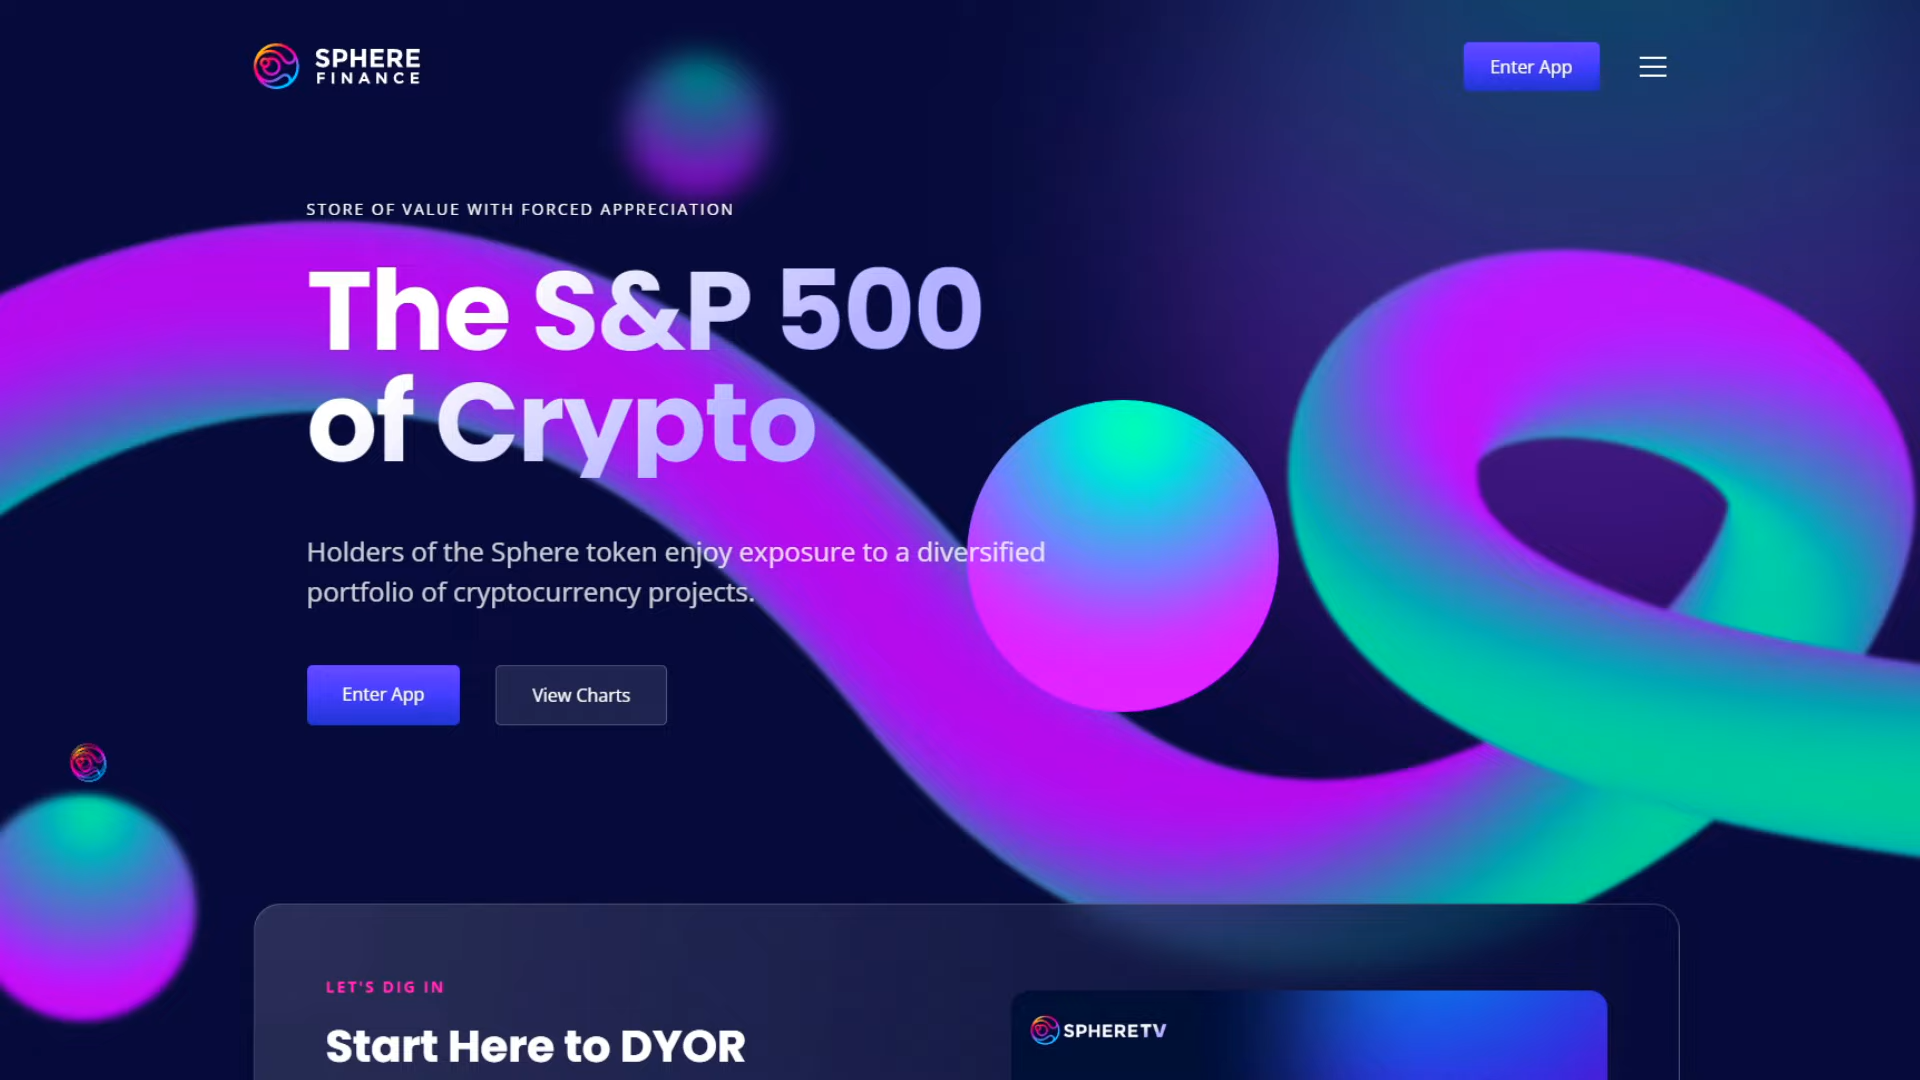 SPHERE
FINANCE
Enter App
STORE OF VALUE WITH FORCED APPRECIATION
The S&P 500
of Crypto
Holders of the Sphere token enjoy exposure to a diversified
portfolio of cryptocurrency projects.
Enter App
View Charts
LET'S DIG IN
Start Here to DYOR
SPHERETV